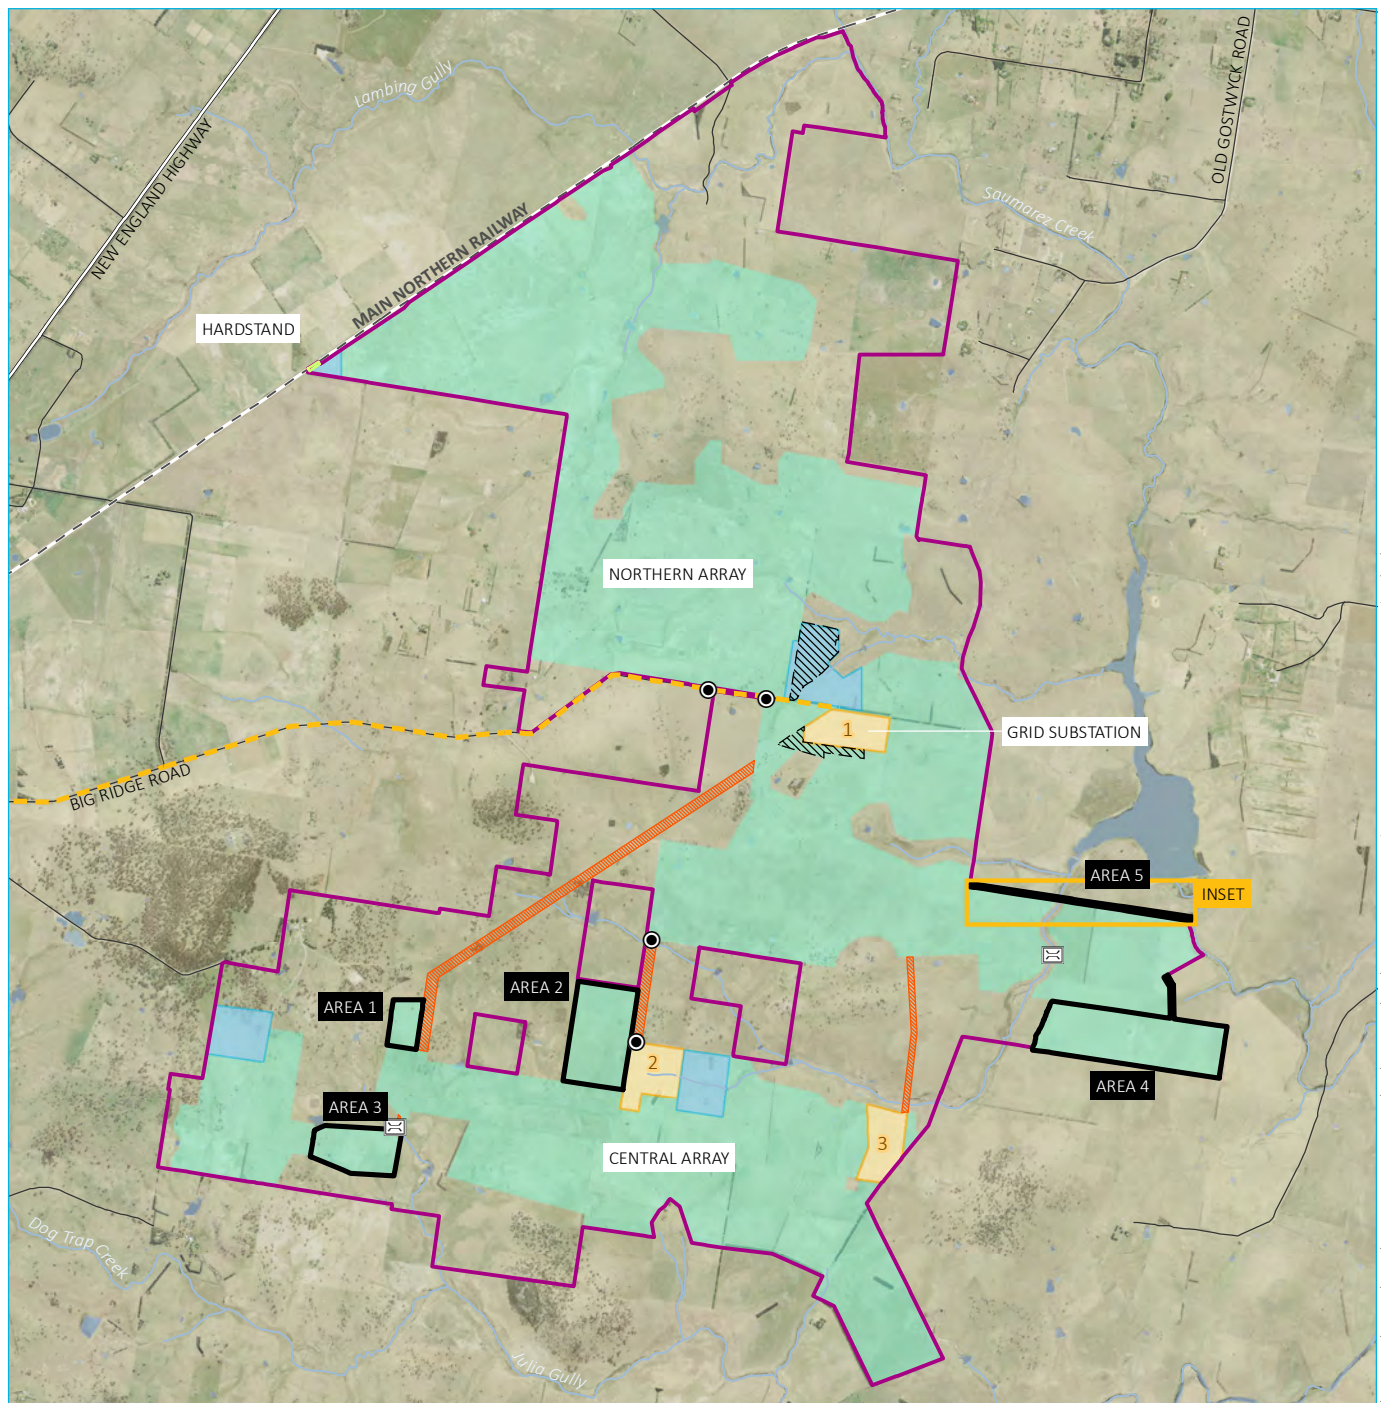 OLD GOSTWYCK ROAD
Lambing Gully
NEW ENGLAND HIGHWAY
Saumarez Creek
MAIN NORTHERN RAILWAY
HARDSTAND
NORTHERN ARRAY
1
GRID SUBSTATION
BIG RIDGE ROAD
AREA 5
INSET
AREA 2
AREA 1
2
AREA 4
AREA 3
3
CENTRAL ARRAY
Dog Trap Creek
Julia Gully